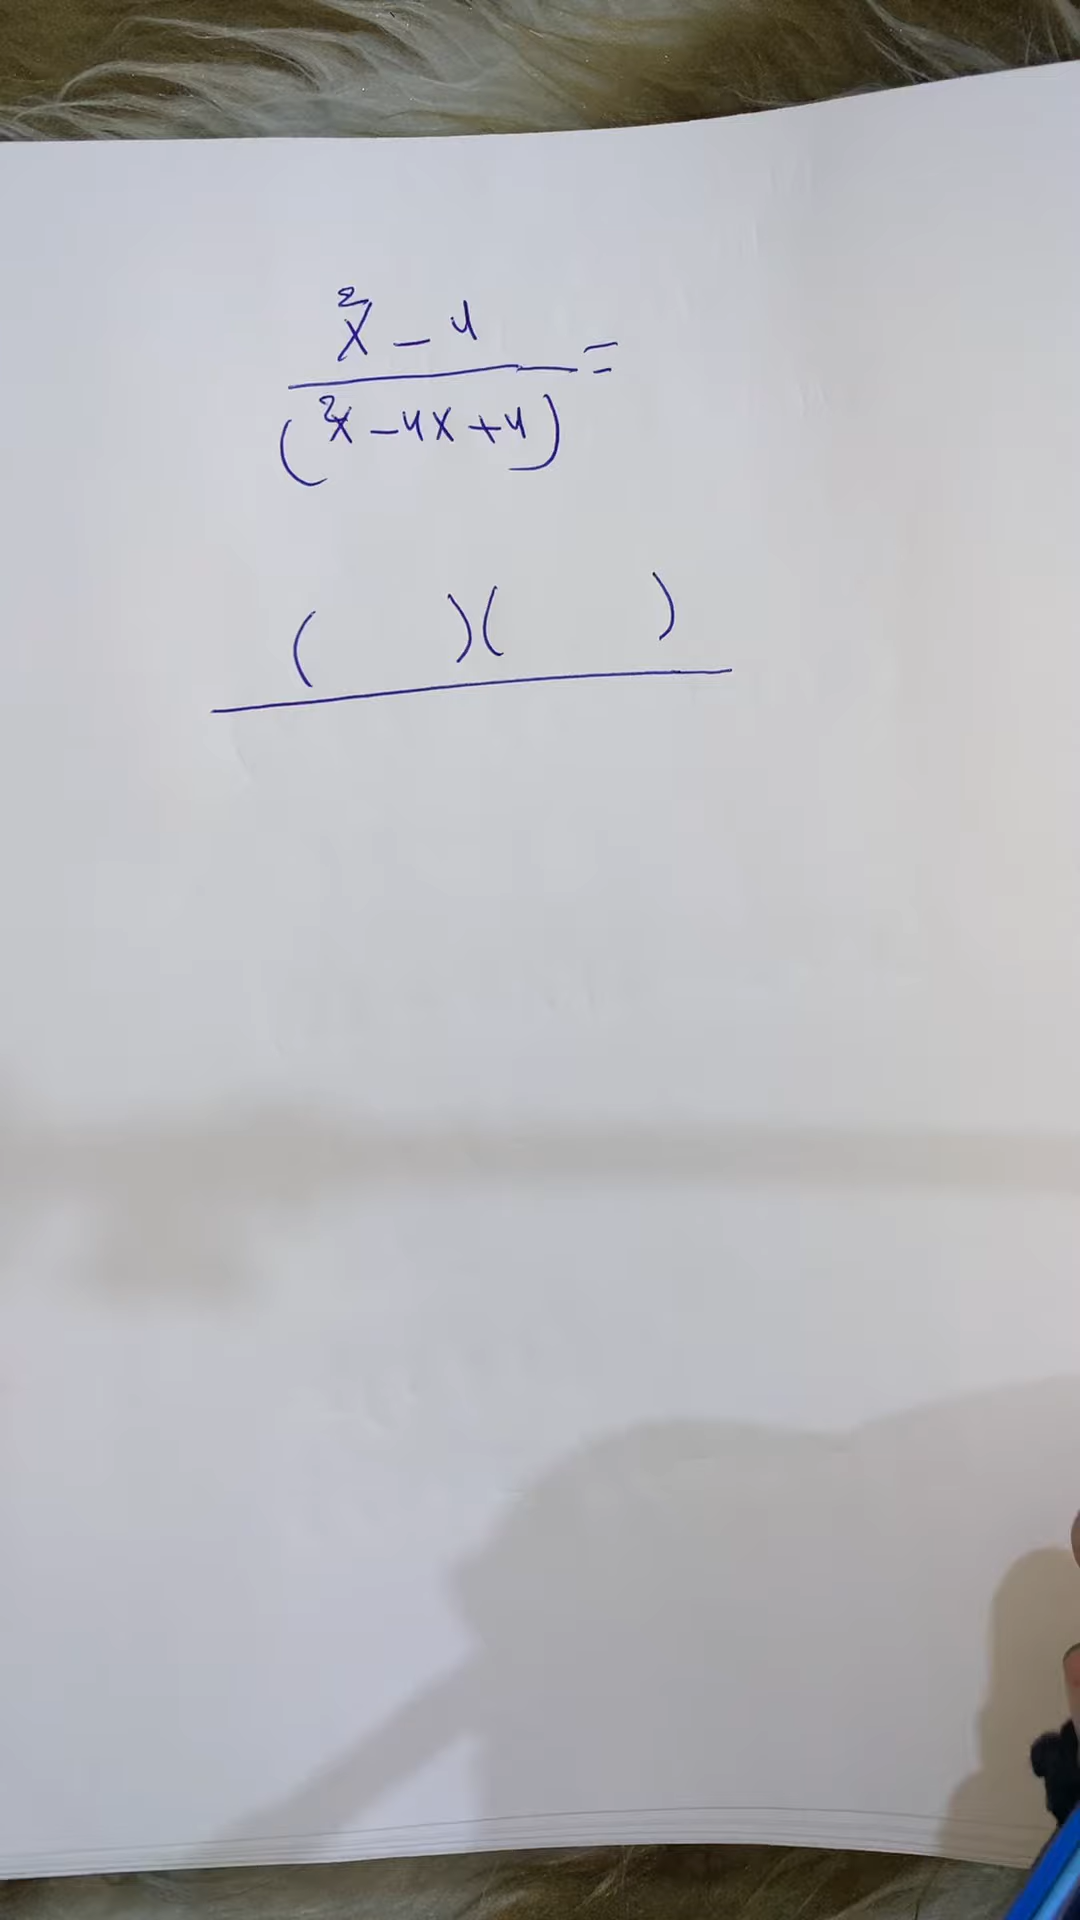 x² - 4
(x² - 4x + 4) =
( )( )